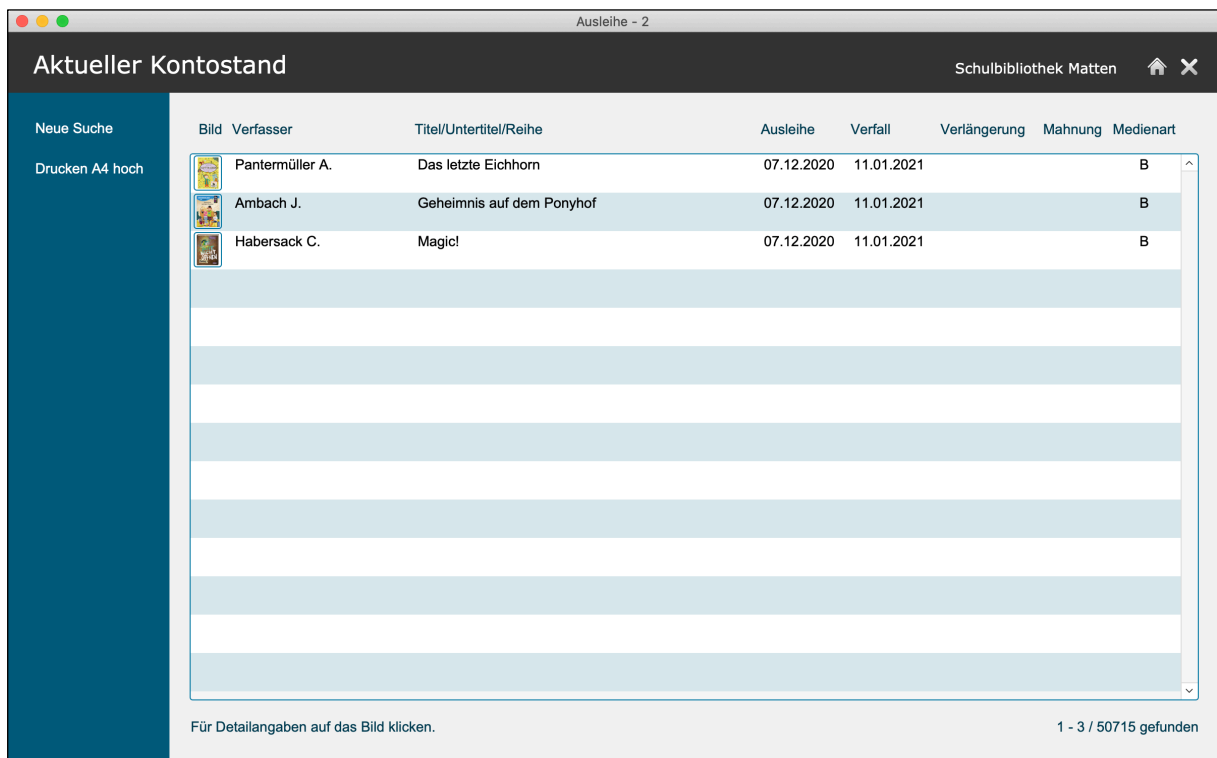 Ausleihe - 2
Aktueller Kontostand
Schulbibliothek Matten
Neue Suche
Drucken A4 hoch
Bild Verfasser Titel/Untertitel/Reihe Ausleihe Verfall Verlängerung Mahnung Medienart
Pantermüller A. Das letzte Eichhorn 07.12.2020 11.01.2021 B
Ambach J. Geheimnis auf dem Ponyhof 07.12.2020 11.01.2021 B
Habersack C. Magic! 07.12.2020 11.01.2021 B
Für Detailangaben auf das Bild klicken.
1 - 3 / 50715 gefunden